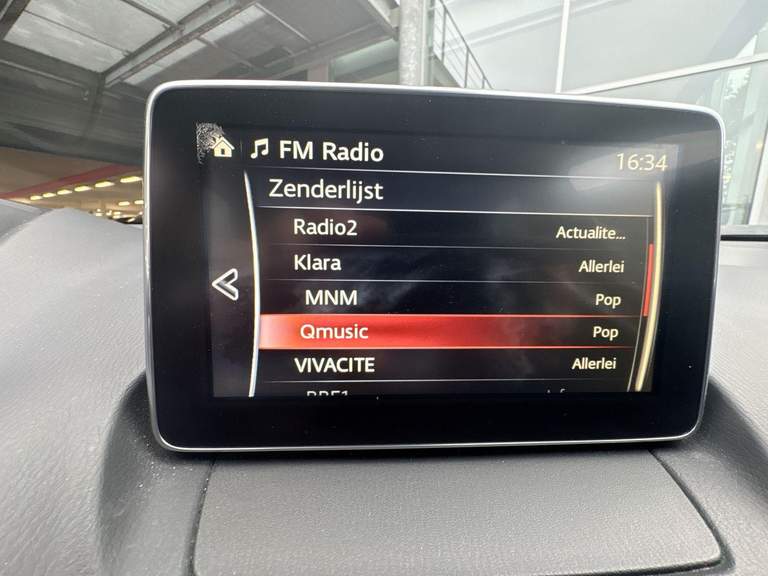 FM Radio
16:34
Zenderlijst
Radio2 Actualite...
Klara Allerlei
MNM Pop
Qmusic Pop
VIVACITE Allerlei